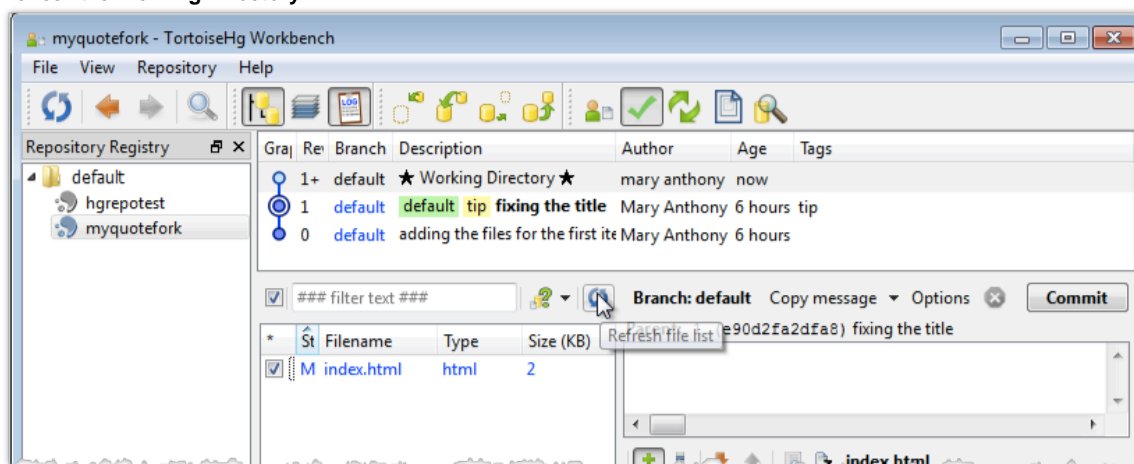 myquotefork - TortoiseHg Workbench
File View Repository Help
LOG
Repository Registry
default
hgrepotest
myquotefork
Graj Rev Branch Description Author Age Tags
1+ default ★ Working Directory ★ mary anthony now
1 default default tip fixing the title Mary Anthony 6 hours tip
0 default adding the files for the first ite Mary Anthony 6 hours
### filter text ###
Branch: default Copy message Options Commit
Refresh file list
e90d2fa2dfa8) fixing the title
* St Filename Type Size (KB)
M index.html html 2
index.html